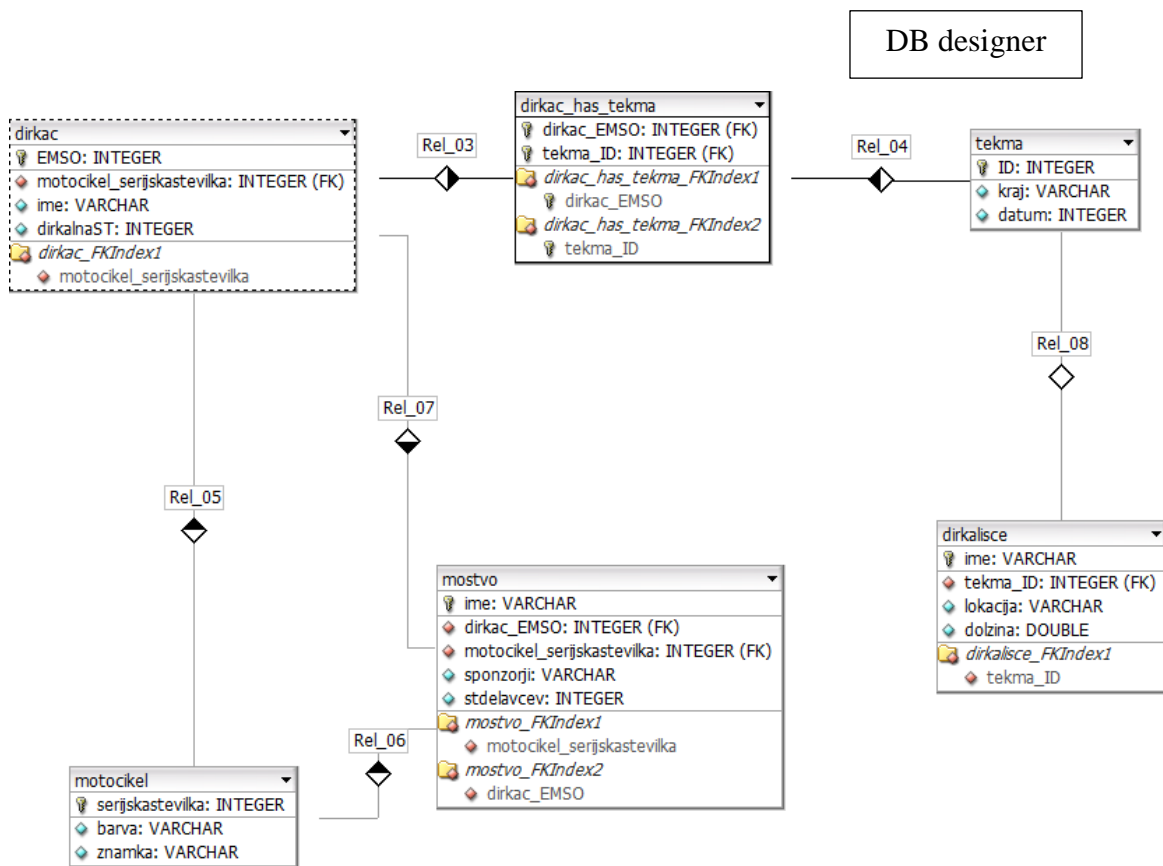 DB designer
dirkac
EMSO: INTEGER
motocikel_serijskastevilka: INTEGER (FK)
ime: VARCHAR
dirkalnaST: INTEGER
dirkac_FKIndex1
motocikel_serijskastevilka
Rel_03
dirkac_has_tekma
dirkac_EMSO: INTEGER (FK)
tekma_ID: INTEGER (FK)
dirkac_has_tekma_FKIndex1
dirkac_EMSO
dirkac_has_tekma_FKIndex2
tekma_ID
Rel_04
tekma
ID: INTEGER
kraj: VARCHAR
datum: INTEGER
Rel_08
Rel_07
Rel_05
dirkalisce
ime: VARCHAR
tekma_ID: INTEGER (FK)
lokacija: VARCHAR
dolzina: DOUBLE
dirkalisce_FKIndex1
tekma_ID
mostvo
ime: VARCHAR
dirkac_EMSO: INTEGER (FK)
motocikel_serijskastevilka: INTEGER (FK)
sponzorji: VARCHAR
stdelavcev: INTEGER
mostvo_FKIndex1
motocikel_serijskastevilka
mostvo_FKIndex2
dirkac_EMSO
Rel_06
motocikel
serijskastevilka: INTEGER
barva: VARCHAR
znamka: VARCHAR